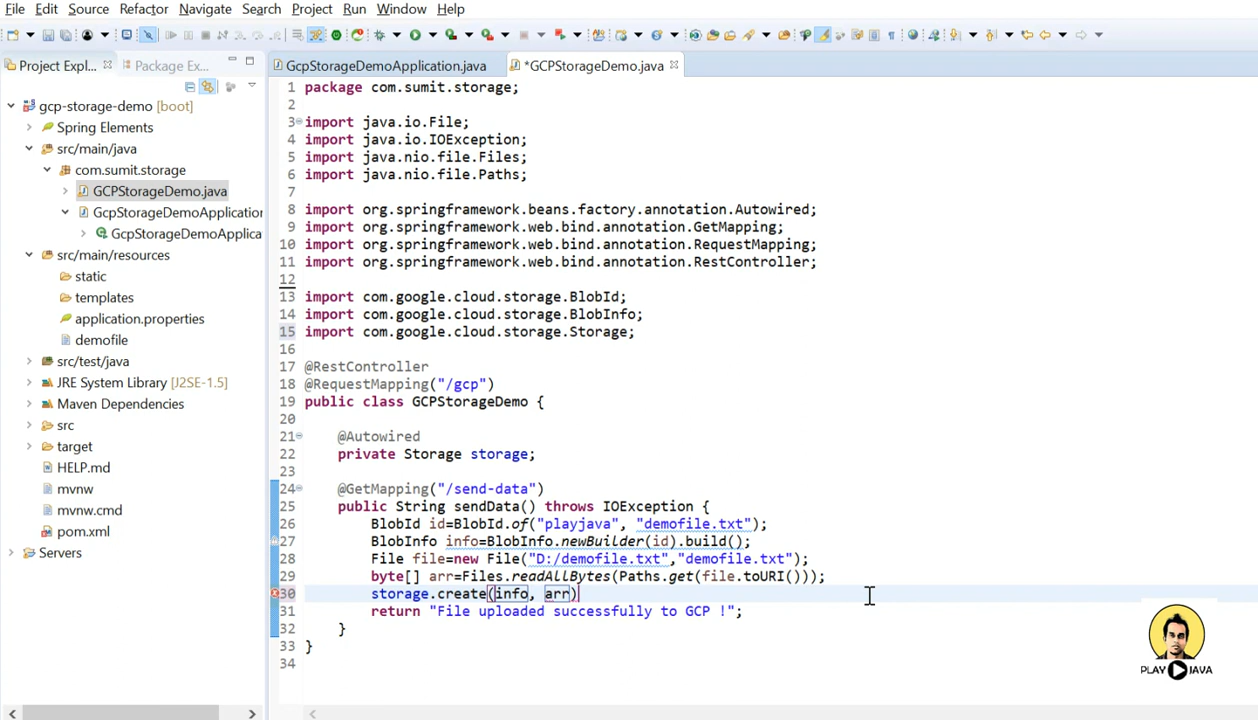 File Edit Source Refactor Navigate Search Project Run Window Help
Project Expl...
Package Ex...
GcpStorageDemoApplication.java
*GCPStorageDemo.java
gcp-storage-demo [boot]
Spring Elements
src/main/java
com.sumit.storage
GCPStorageDemo.java
GcpStorageDemoApplication
GcpStorageDemoApplica
src/main/resources
static
templates
application.properties
demofile
src/test/java
JRE System Library [J2SE-1.5]
Maven Dependencies
src
target
HELP.md
mvnw
mvnw.cmd
pom.xml
Servers
1 package com.sumit.storage;
2
3 import java.io.File;
4 import java.io.IOException;
5 import java.nio.file.Files;
6 import java.nio.file.Paths;
7
8 import org.springframework.beans.factory.annotation.Autowired;
9 import org.springframework.web.bind.annotation.GetMapping;
10 import org.springframework.web.bind.annotation.RequestMapping;
11 import org.springframework.web.bind.annotation.RestController;
12
13 import com.google.cloud.storage.BlobId;
14 import com.google.cloud.storage.BlobInfo;
15 import com.google.cloud.storage.Storage;
16
17 @RestController
18 @RequestMapping("/gcp")
19 public class GCPStorageDemo {
20
21 @Autowired
22 private Storage storage;
23
24 @GetMapping("/send-data")
25 public String sendData() throws IOException {
26 BlobId id=BlobId.of("playjava", "demofile.txt");
27 BlobInfo info=BlobInfo.newBuilder(id).build();
28 File file=new File("D:/demofile.txt","demofile.txt");
29 byte[] arr=Files.readAllBytes(Paths.get(file.toURI()));
30 storage.create(info, arr)
31 return "File uploaded successfully to GCP !";
32 }
33 }
34
PLAY JAVA